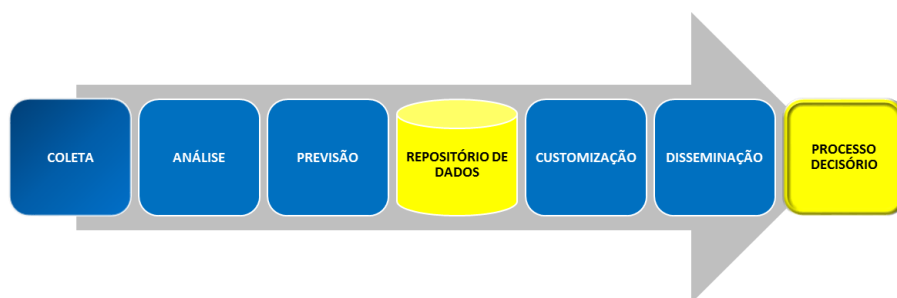 COLETA
ANÁLISE
PREVISÃO
REPOSITÓRIO DE
DADOS
CUSTOMIZAÇÃO
DISSEMINAÇÃO
PROCESSO
DECISÓRIO